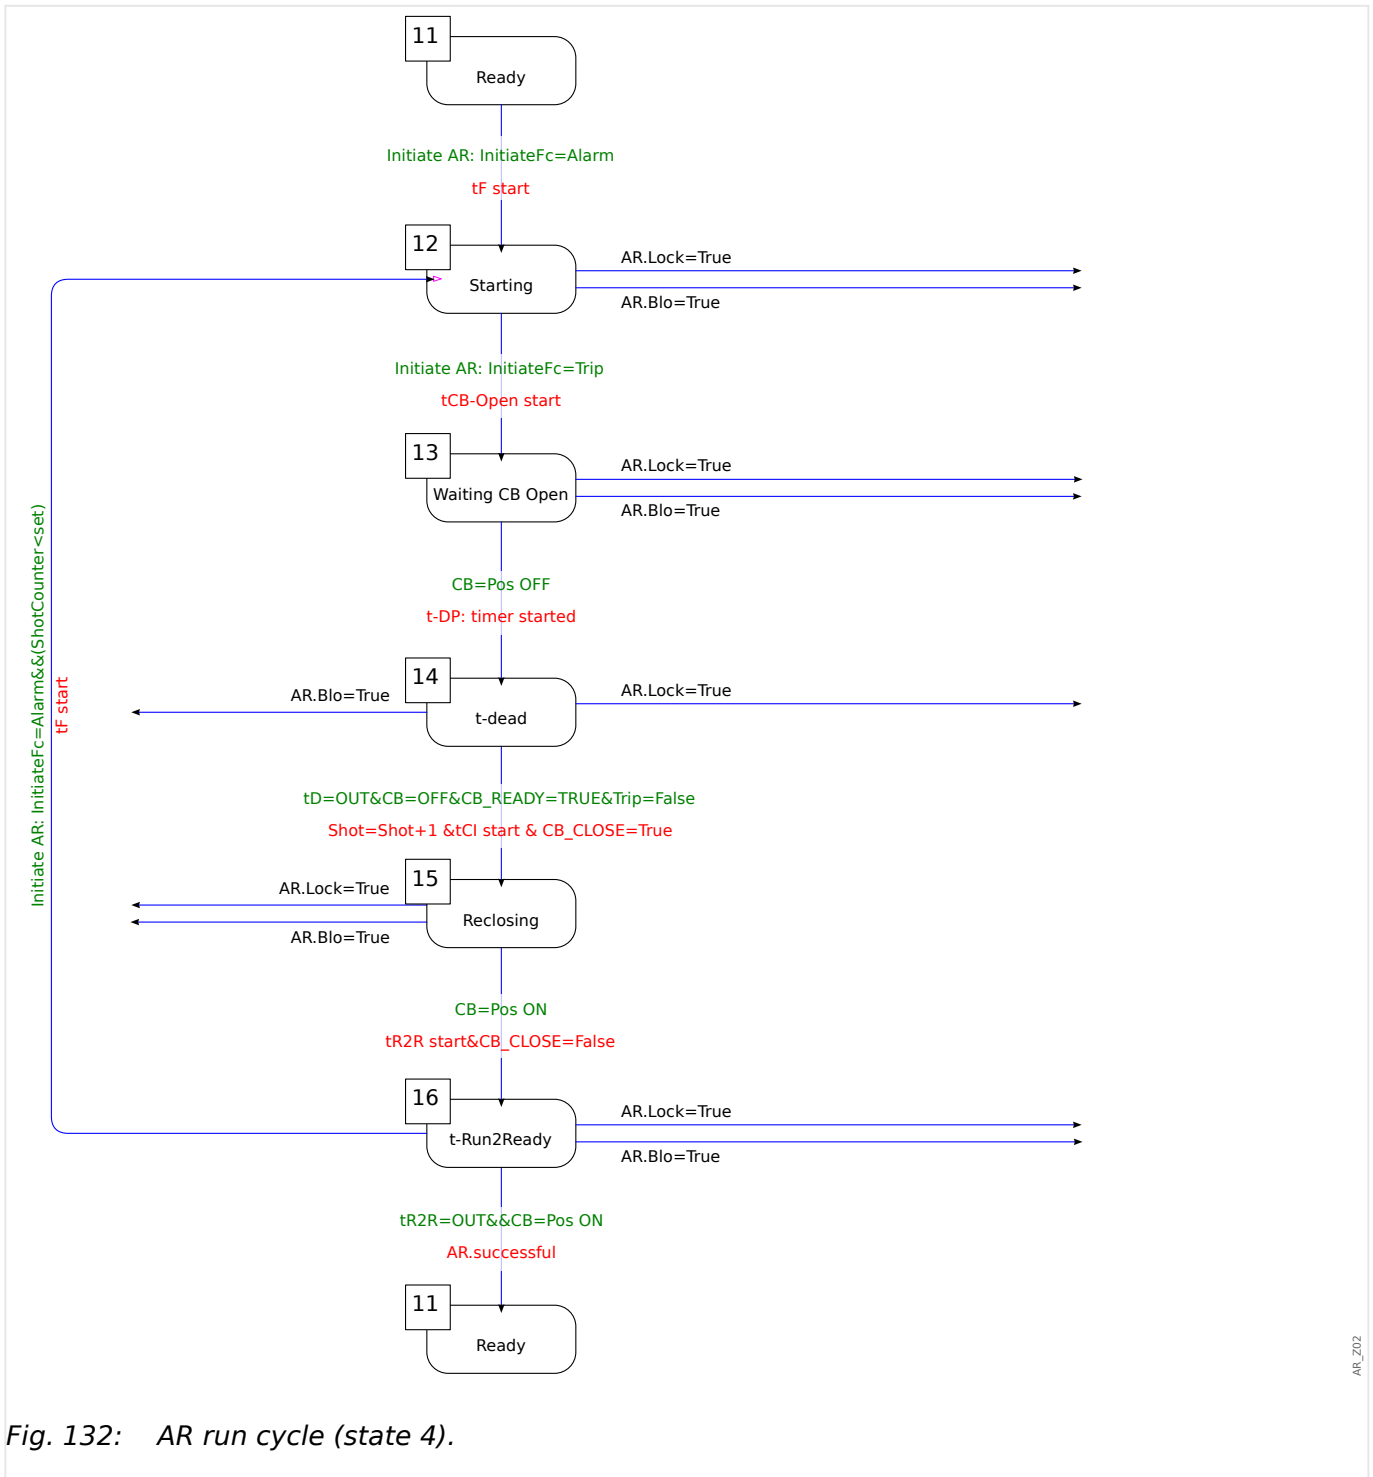 11
Ready
Initiate AR: InitiateFc=Alarm
tF start
12
Starting
AR.Lock=True
AR.Blo=True
Initiate AR: InitiateFc=Trip
tCB-Open start
13
Waiting CB Open
AR.Lock=True
AR.Blo=True
Initiate AR: InitiateFc=Alarm&&(ShotCounter<set)
tF start
CB=Pos OFF
t-DP: timer started
14
t-dead
AR.Blo=True
AR.Lock=True
tD=OUT&CB=OFF&CB_READY=TRUE&Trip=False
Shot=Shot+1 &tCI start & CB_CLOSE=True
15
Reclosing
AR.Lock=True
AR.Blo=True
CB=Pos ON
tR2R start&CB_CLOSE=False
16
t-Run2Ready
AR.Lock=True
AR.Blo=True
tR2R=OUT&&CB=Pos ON
AR.successful
11
Ready
AR_Z02
Fig. 132: AR run cycle (state 4).